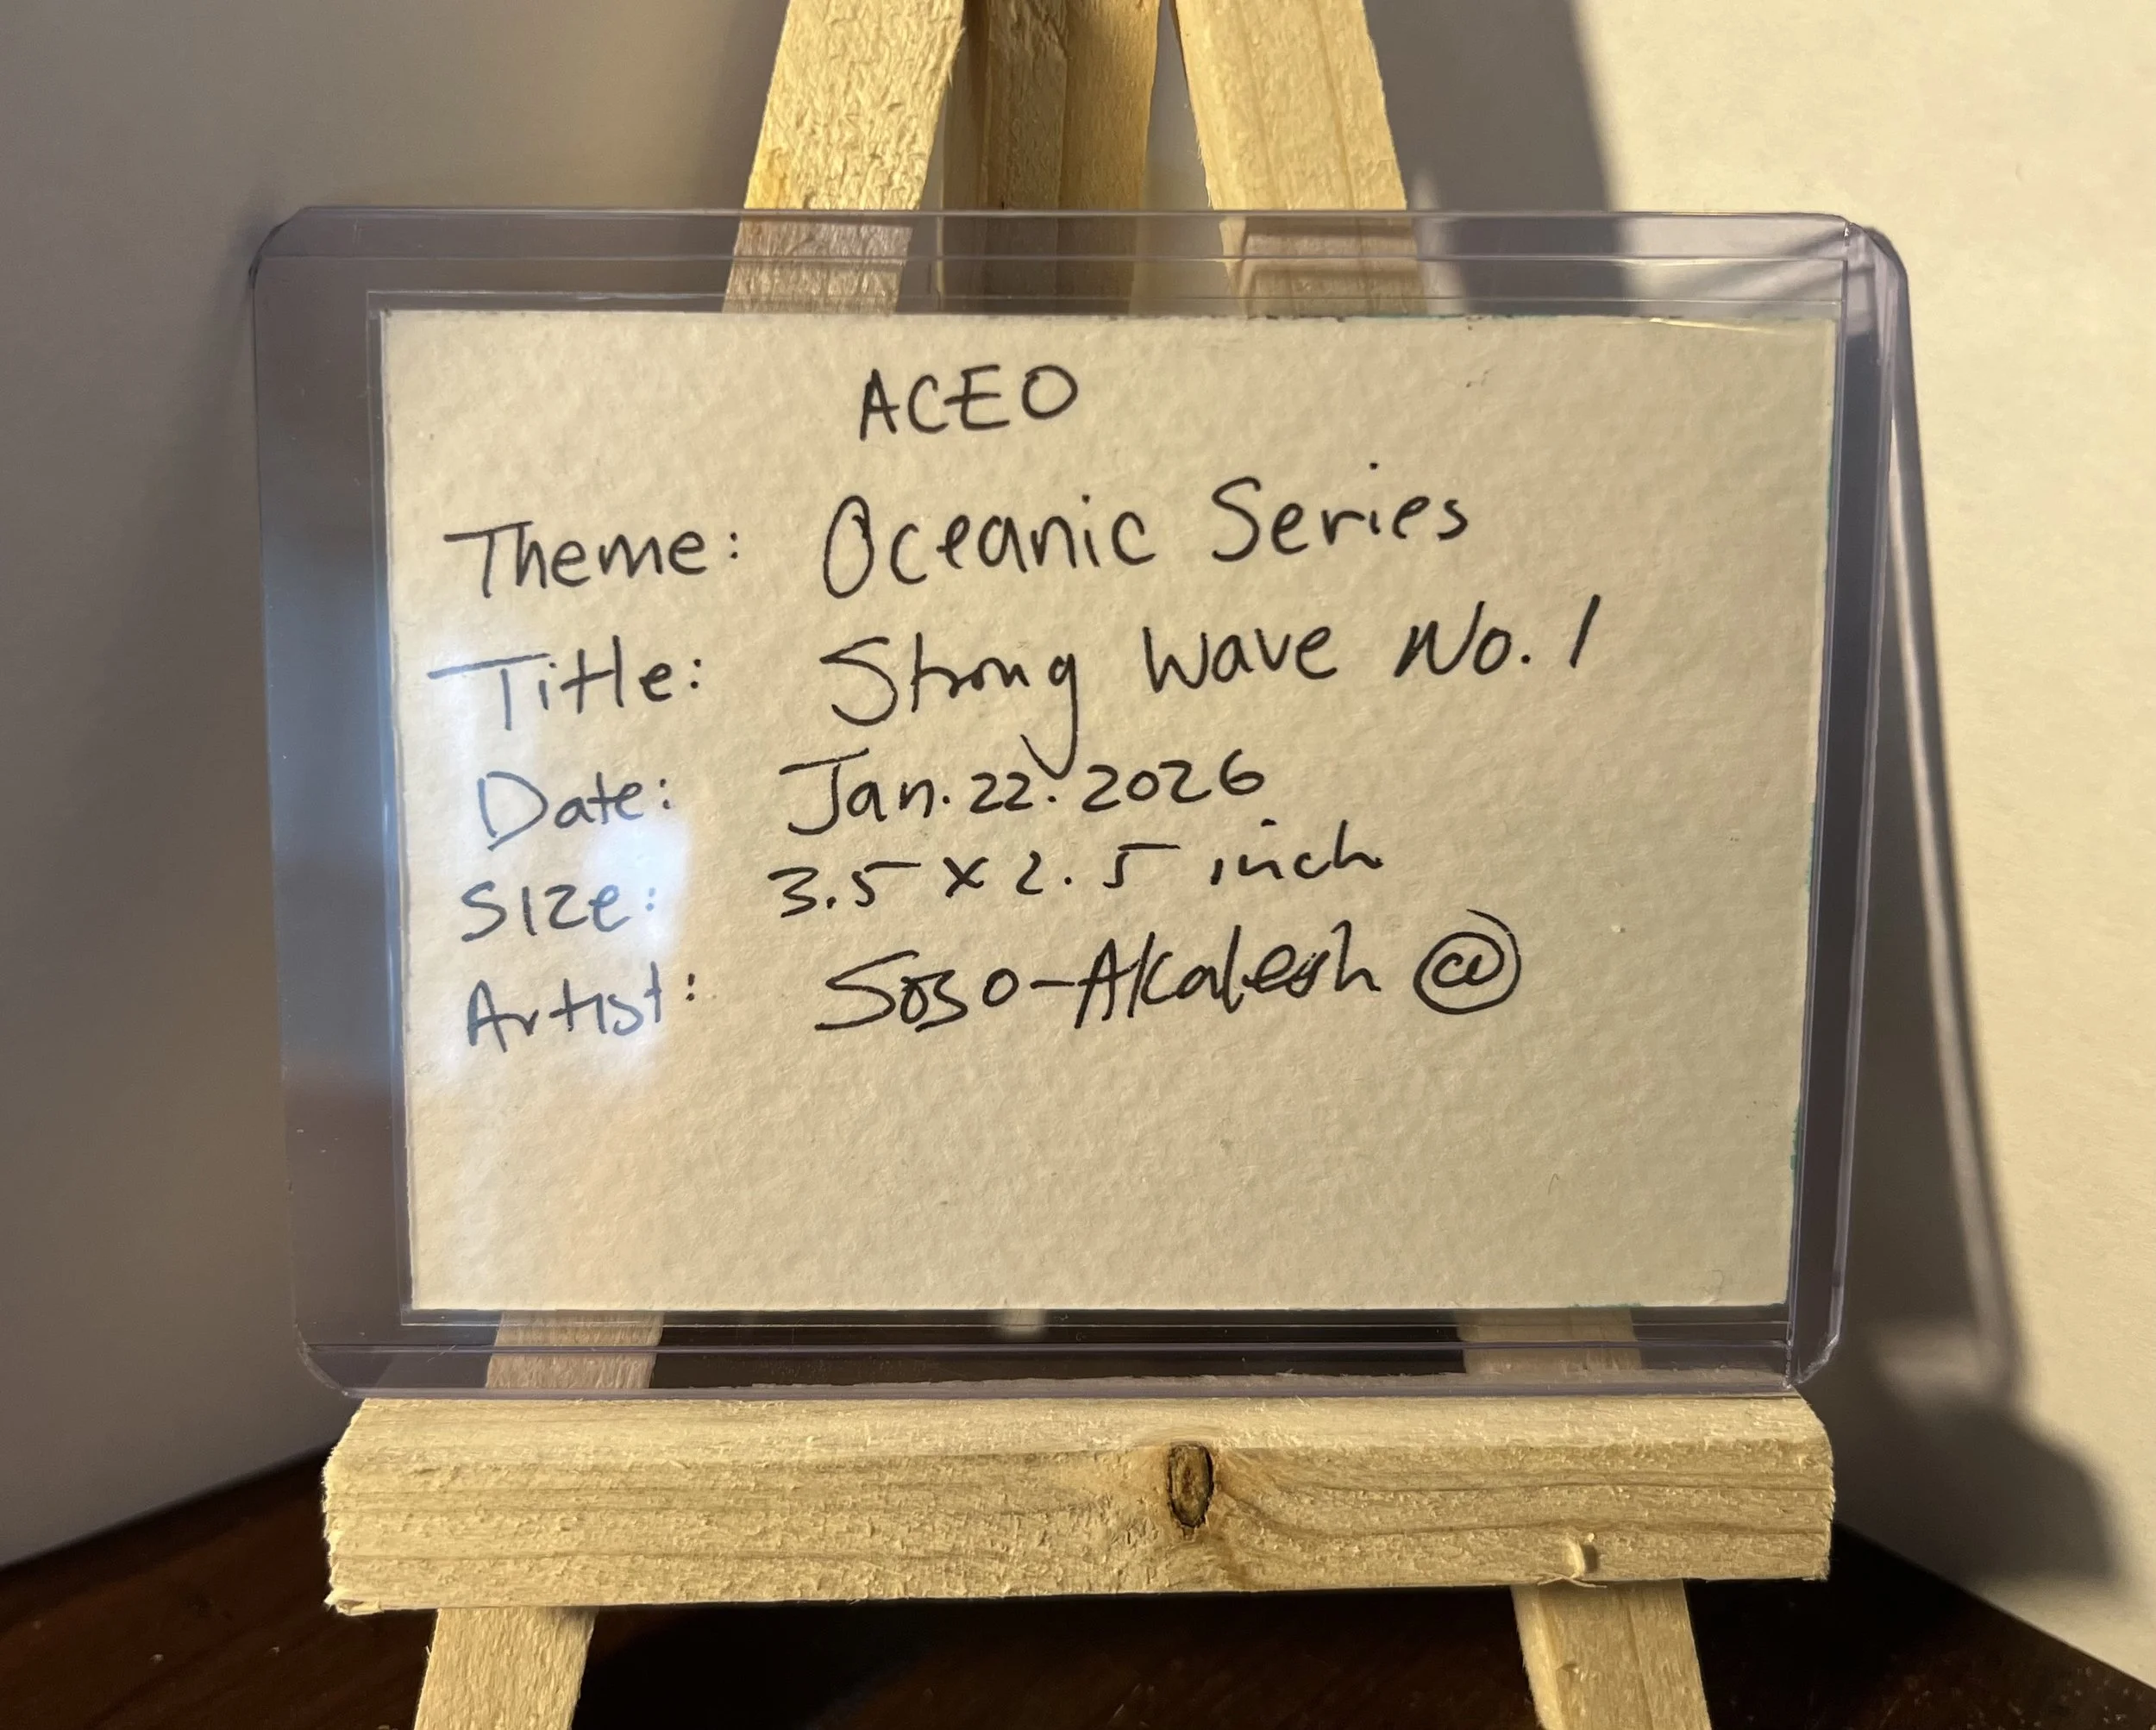 ACEO
Theme: Oceanic Series
Title: Strong Wave No. 1
Date: Jan. 22. 2026
Size: 3.5 x 2.5 inch
Artist: Soso-Alkalesh @